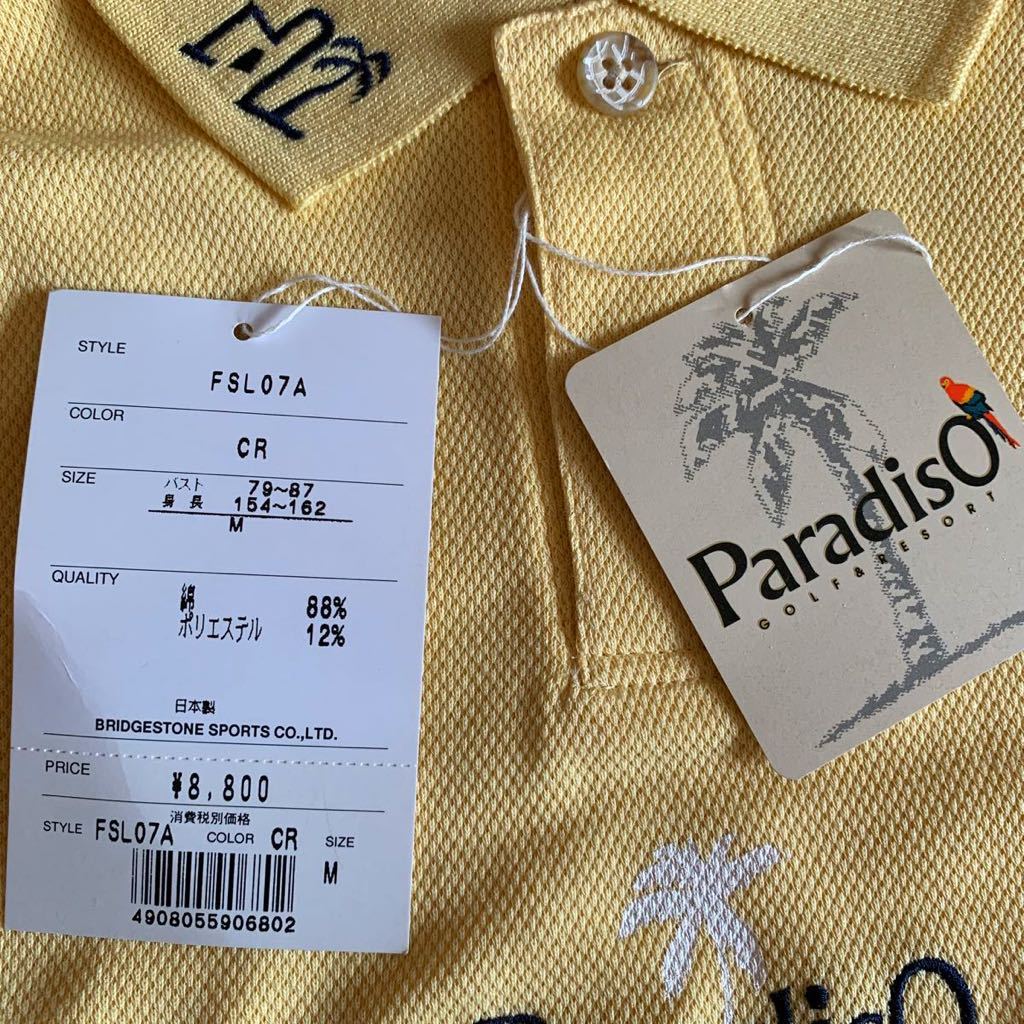 STYLE
FSL07A
COLOR
CR
SIZE
バスト 79~87
身長 154~162
M
QUALITY
綿 88%
ポリエステル 12%
日本製
BRIDGESTONE SPORTS CO.,LTD.
PRICE
¥8,800
消費税別価格
STYLE FSL07A COLOR CR SIZE
M
4908055906802
ParadisO
GOLF & RESORT
ParadisO